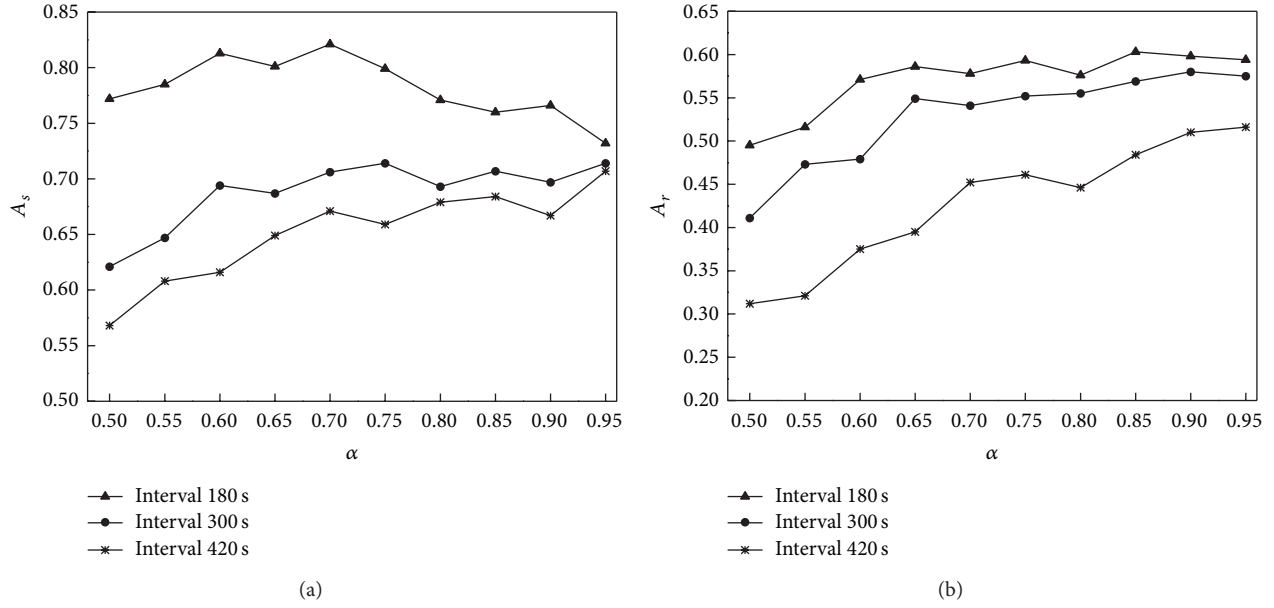 0.85
0.80
0.75
0.70
0.65
0.60
0.55
0.50
A_s
0.50 0.55 0.60 0.65 0.70 0.75 0.80 0.85 0.90 0.95
α
Interval 180 s
Interval 300 s
Interval 420 s
(a)
0.65
0.60
0.55
0.50
0.45
0.40
0.35
0.30
0.25
0.20
A_r
0.50 0.55 0.60 0.65 0.70 0.75 0.80 0.85 0.90 0.95
α
Interval 180 s
Interval 300 s
Interval 420 s
(b)